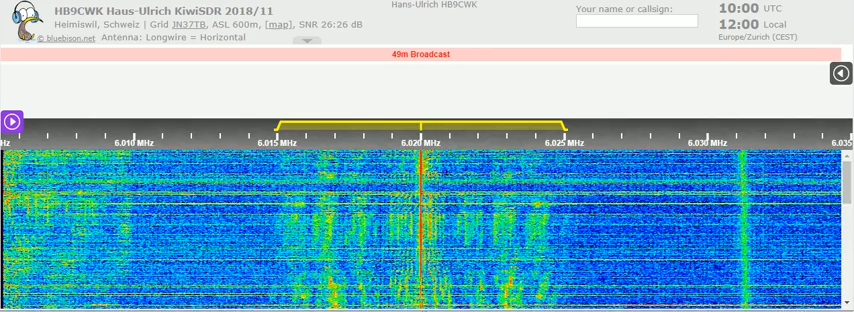 HB9CWK Haus-Ulrich KiwiSDR 2018/11
Heimiswil, Schweiz | Grid JN37TB, ASL 600m, [map], SNR 26:26 dB
© bluebison.net Antenna: Longwire = Horizontal
Hans-Ulrich HB9CWK
Your name or callsign:
10:00 UTC
12:00 Local
Europe/Zurich (CEST)
49m Broadcast
Hz 6.010 MHz 6.015 MHz 6.020 MHz 6.025 MHz 6.030 MHz 6.035